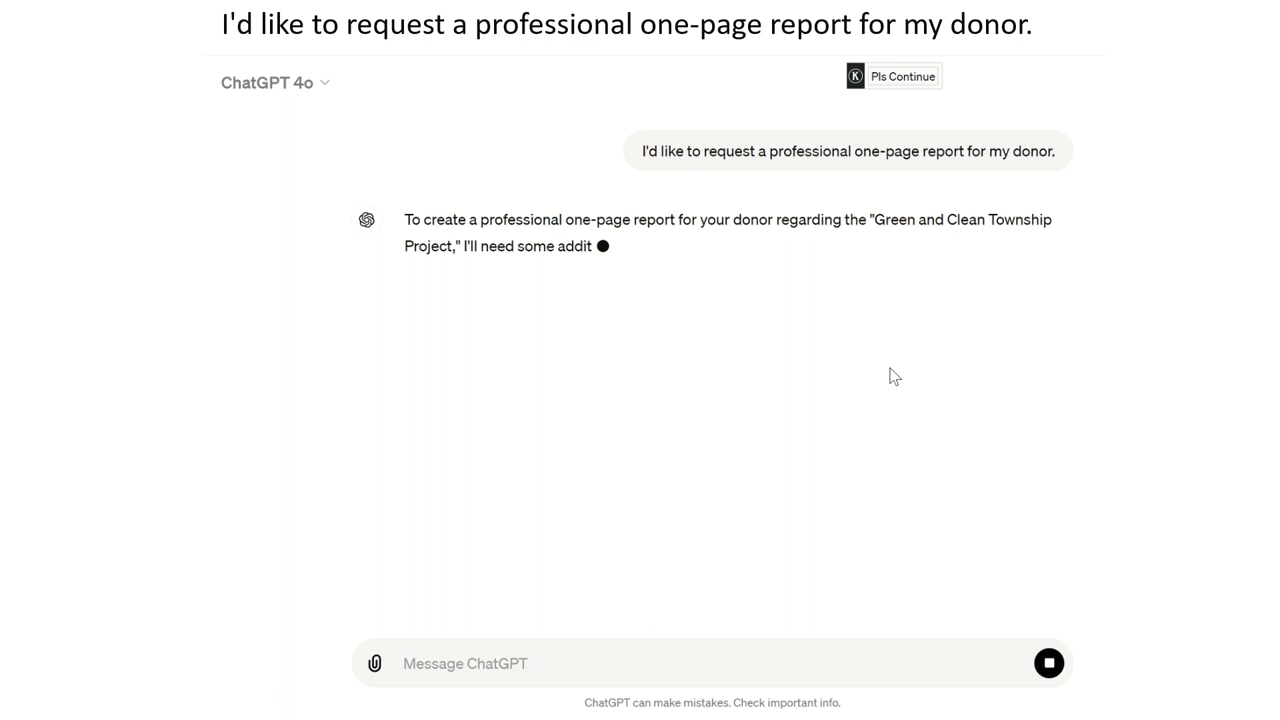 I'd like to request a professional one-page report for my donor.
ChatGPT 4o
K Pls Continue
I'd like to request a professional one-page report for my donor.
To create a professional one-page report for your donor regarding the "Green and Clean Township
Project," I'll need some addit
Message ChatGPT
ChatGPT can make mistakes. Check important info.